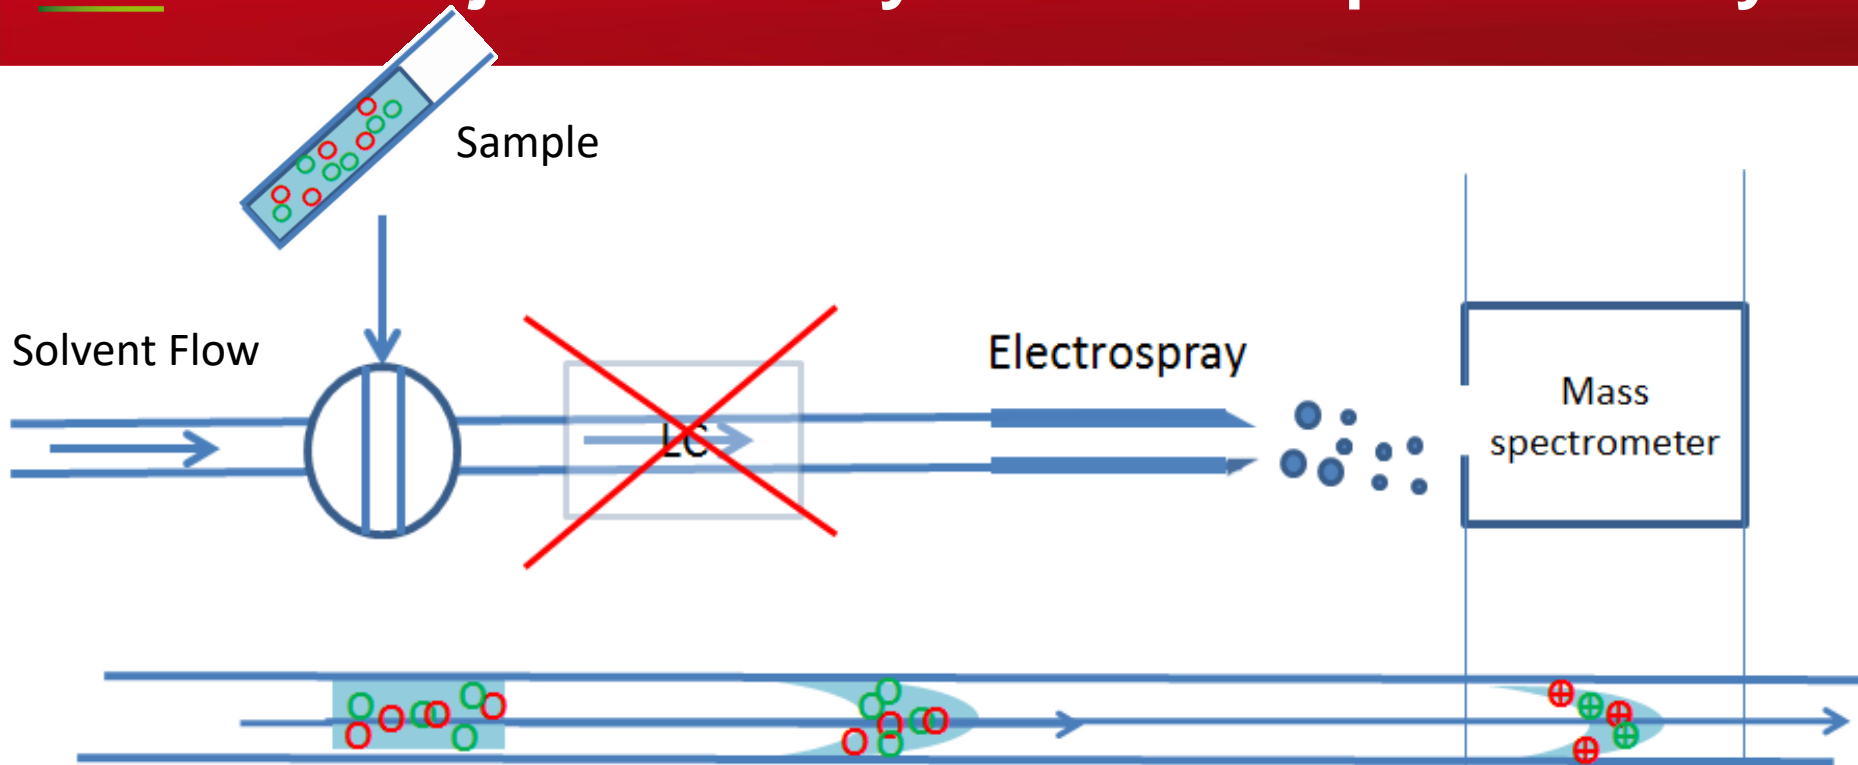 Sample
Solvent Flow
LC
Electrospray
Mass
spectrometer